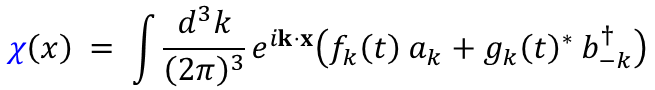 χ(x) = ∫ d³k/(2π)³ e^{i𝐤·𝐱}(f_k(t) a_k + g_k(t)* b†_{−k})